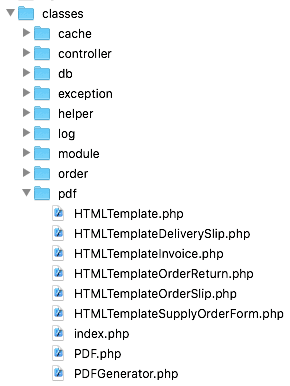 classes
cache
controller
db
exception
helper
log
module
order
pdf
HTMLTemplate.php
HTMLTemplateDeliverySlip.php
HTMLTemplateInvoice.php
HTMLTemplateOrderReturn.php
HTMLTemplateOrderSlip.php
HTMLTemplateSupplyOrderForm.php
index.php
PDF.php
PDFGenerator.php